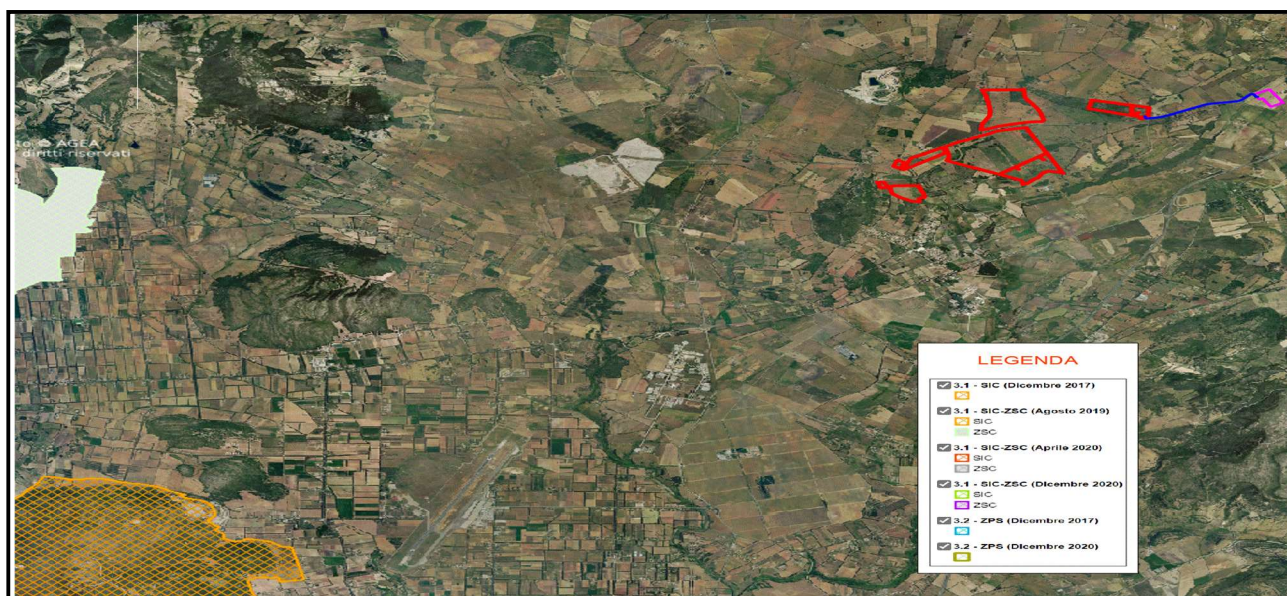 to © AGEA
diritti riservati
LEGENDA
3.1 - SIC (Dicembre 2017)
3.1 - SIC-ZSC (Agosto 2019)
SIC
ZSC
3.1 - SIC-ZSC (Aprile 2020)
SIC
ZSC
3.1 - SIC-ZSC (Dicembre 2020)
SIC
ZSC
3.2 - ZPS (Dicembre 2017)
3.2 - ZPS (Dicembre 2020)